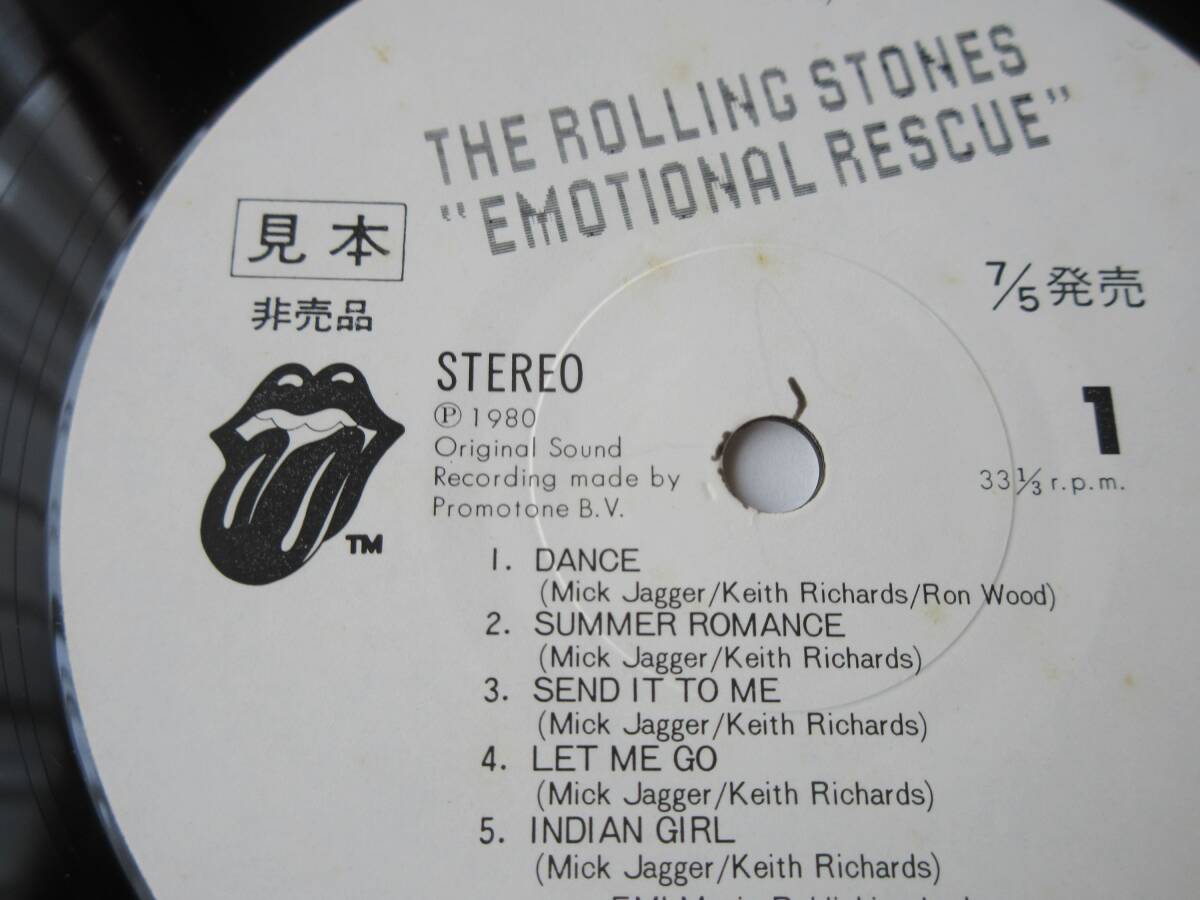 THE ROLLING STONES
"EMOTIONAL RESCUE"
見本
非売品
7/5発売
STEREO
Ⓟ 1980
Original Sound
Recording made by
Promotone B.V.
TM
1
33 1/3 r.p.m.
1. DANCE
(Mick Jagger/Keith Richards/Ron Wood)
2. SUMMER ROMANCE
(Mick Jagger/Keith Richards)
3. SEND IT TO ME
(Mick Jagger/Keith Richards)
4. LET ME GO
(Mick Jagger/Keith Richards)
5. INDIAN GIRL
(Mick Jagger/Keith Richards)